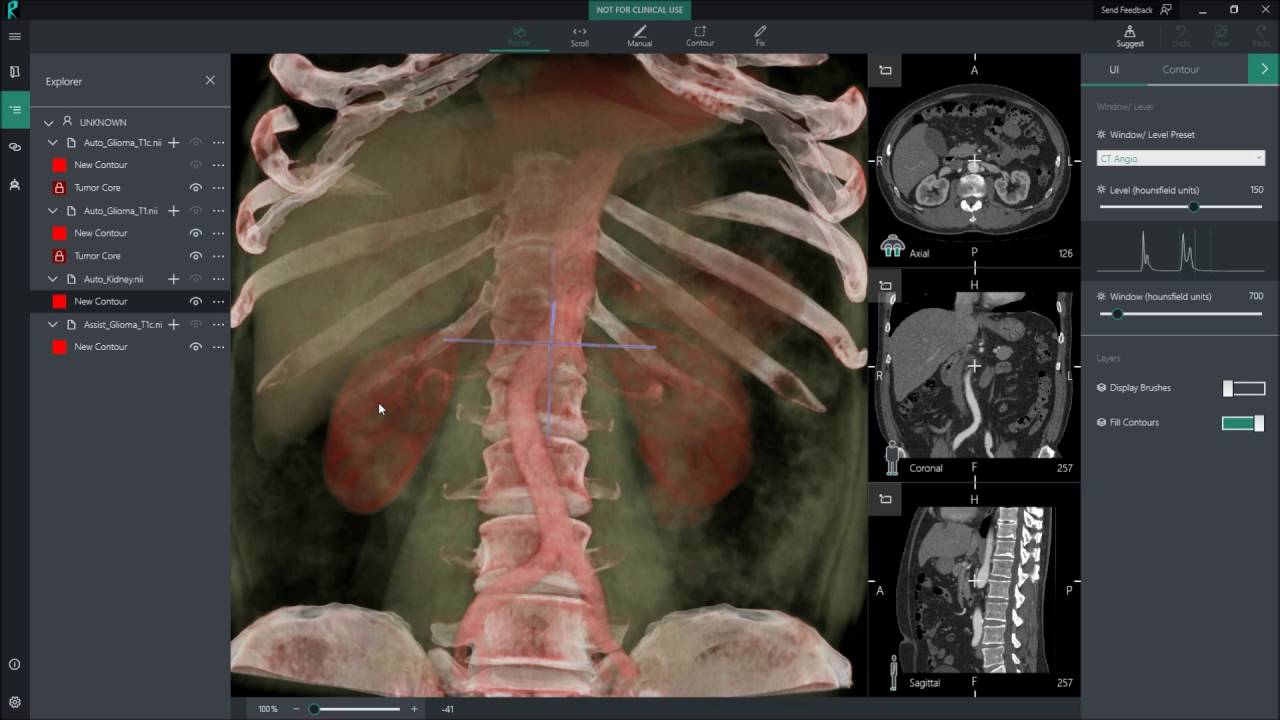 NOT FOR CLINICAL USE
Send Feedback
Pointer
Scroll
Manual
Contour
Fix
Suggest
Undo
Clear
Redo
Explorer
UNKNOWN
Auto_Glioma_T1c.nii
New Contour
Tumor Core
Auto_Glioma_T1.nii
New Contour
Tumor Core
Auto_Kidney.nii
New Contour
Assist_Glioma_T1c.ni
New Contour
100 %
-41
A
R
L
Axial
P
126
H
R
L
Coronal
F
257
H
A
P
Sagittal
F
257
UI
Contour
Window/ Level
Window/ Level Preset
CT Angio
Level (hounsfield units)
150
Window (hounsfield units)
700
Layers
Display Brushes
Fill Contours